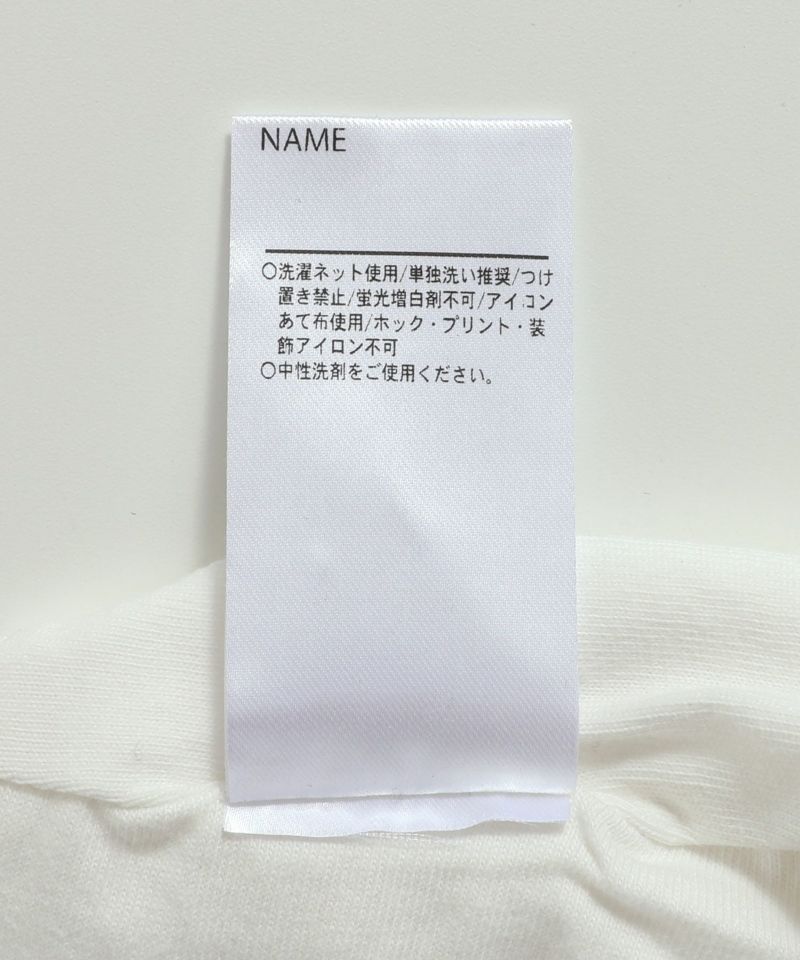 NAME
○洗濯ネット使用/単独洗い推奨/つけ
置き禁止/蛍光増白剤不可/アイロン
あて布使用/ホック・プリント・装
飾アイロン不可
○中性洗剤をご使用ください。